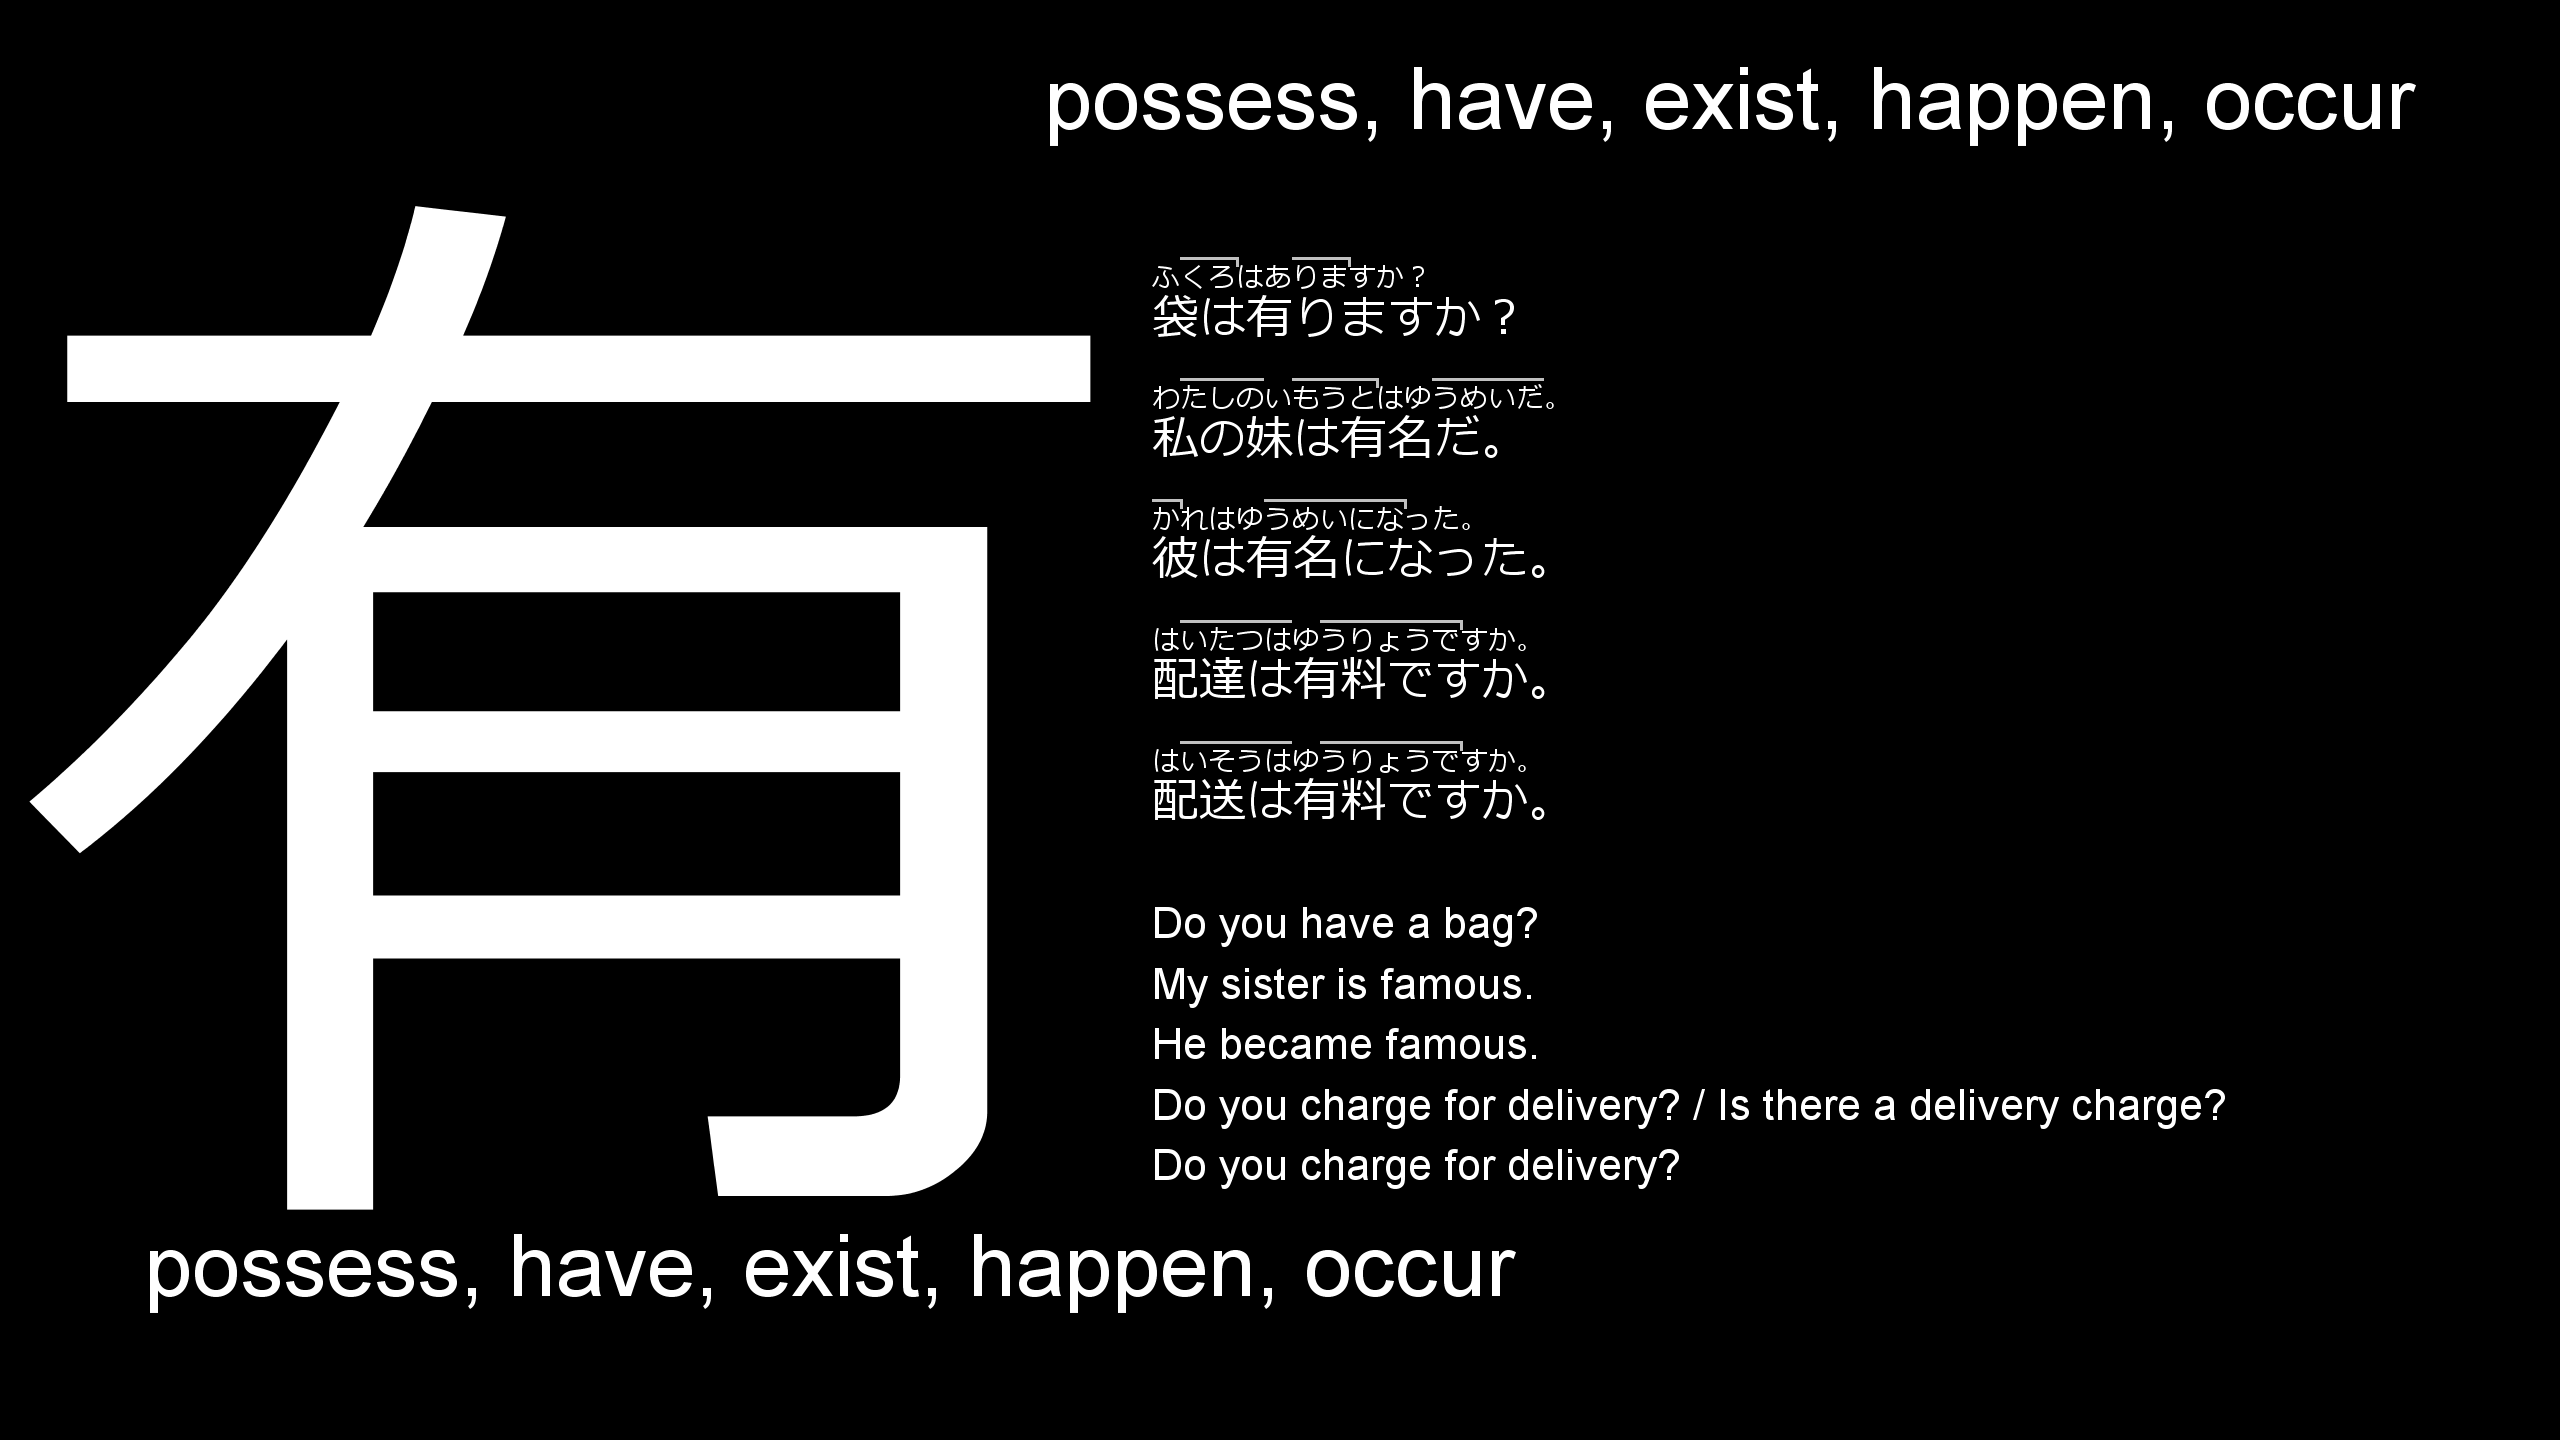 possess, have, exist, happen, occur
有
ふくろはありますか？
袋は有りますか？
わたしのいもうとはゆうめいだ。
私の妹は有名だ。
かれはゆうめいになった。
彼は有名になった。
はいたつはゆうりょうですか。
配達は有料ですか。
はいそうはゆうりょうですか。
配送は有料ですか。
Do you have a bag?
My sister is famous.
He became famous.
Do you charge for delivery? / Is there a delivery charge?
Do you charge for delivery?
possess, have, exist, happen, occur